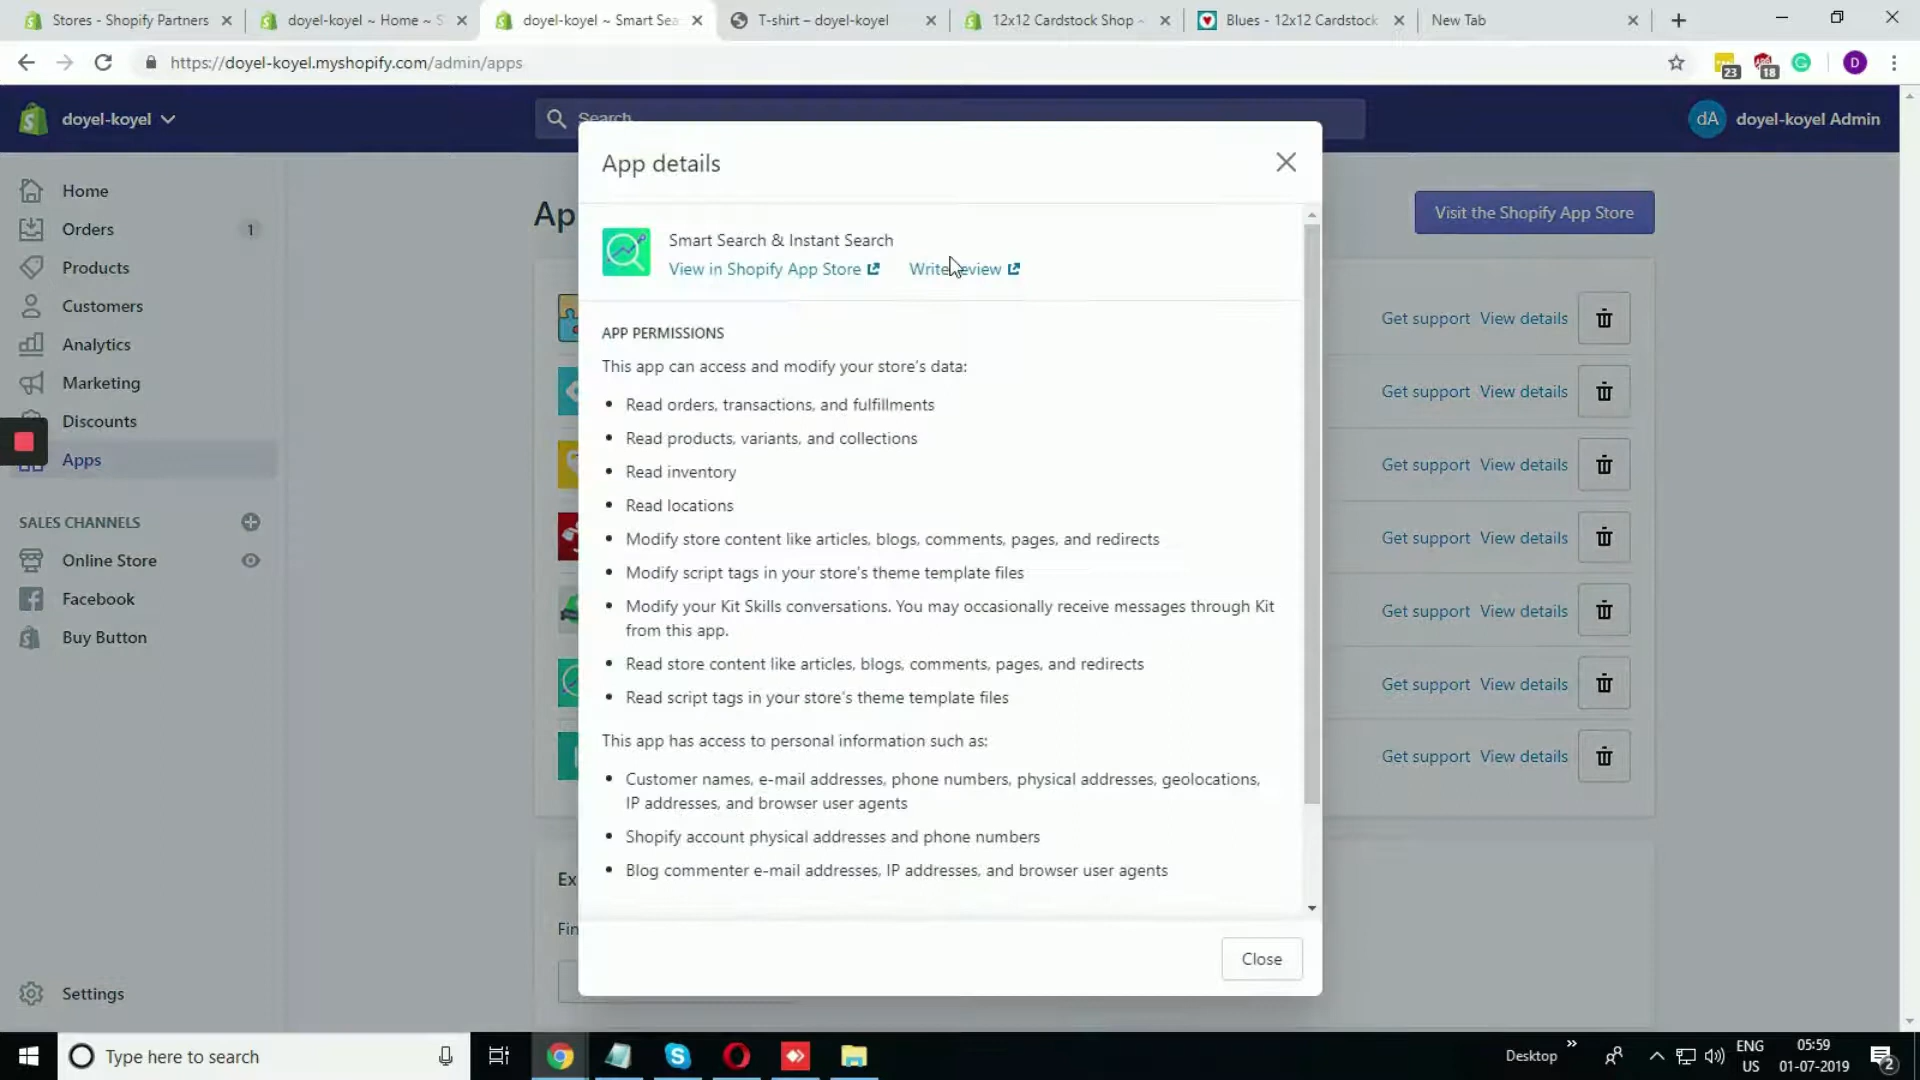 Stores - Shopify Partners
doyel-koyel ~ Home ~ S
doyel-koyel ~ Smart Sea
T-shirt – doyel-koyel
12x12 Cardstock Shop ~
Blues - 12x12 Cardstock
New Tab
https://doyel-koyel.myshopify.com/admin/apps
23
18
D
doyel-koyel
Search
dA
doyel-koyel Admin
Home
Orders
1
Products
Customers
Analytics
Marketing
Discounts
Apps
SALES CHANNELS
Online Store
Facebook
Buy Button
Settings
Ap
Visit the Shopify App Store
Get support View details
Get support View details
Get support View details
Get support View details
Get support View details
Get support View details
Get support View details
Ex
Fin
App details
Smart Search & Instant Search
View in Shopify App Store
Write review
APP PERMISSIONS
This app can access and modify your store's data:
• Read orders, transactions, and fulfillments
• Read products, variants, and collections
• Read inventory
• Read locations
• Modify store content like articles, blogs, comments, pages, and redirects
• Modify script tags in your store's theme template files
• Modify your Kit Skills conversations. You may occasionally receive messages through Kit
from this app.
• Read store content like articles, blogs, comments, pages, and redirects
• Read script tags in your store's theme template files
This app has access to personal information such as:
• Customer names, e-mail addresses, phone numbers, physical addresses, geolocations,
IP addresses, and browser user agents
• Shopify account physical addresses and phone numbers
• Blog commenter e-mail addresses, IP addresses, and browser user agents
Close
Type here to search
Desktop
ENG
US
05:59
01-07-2019
2